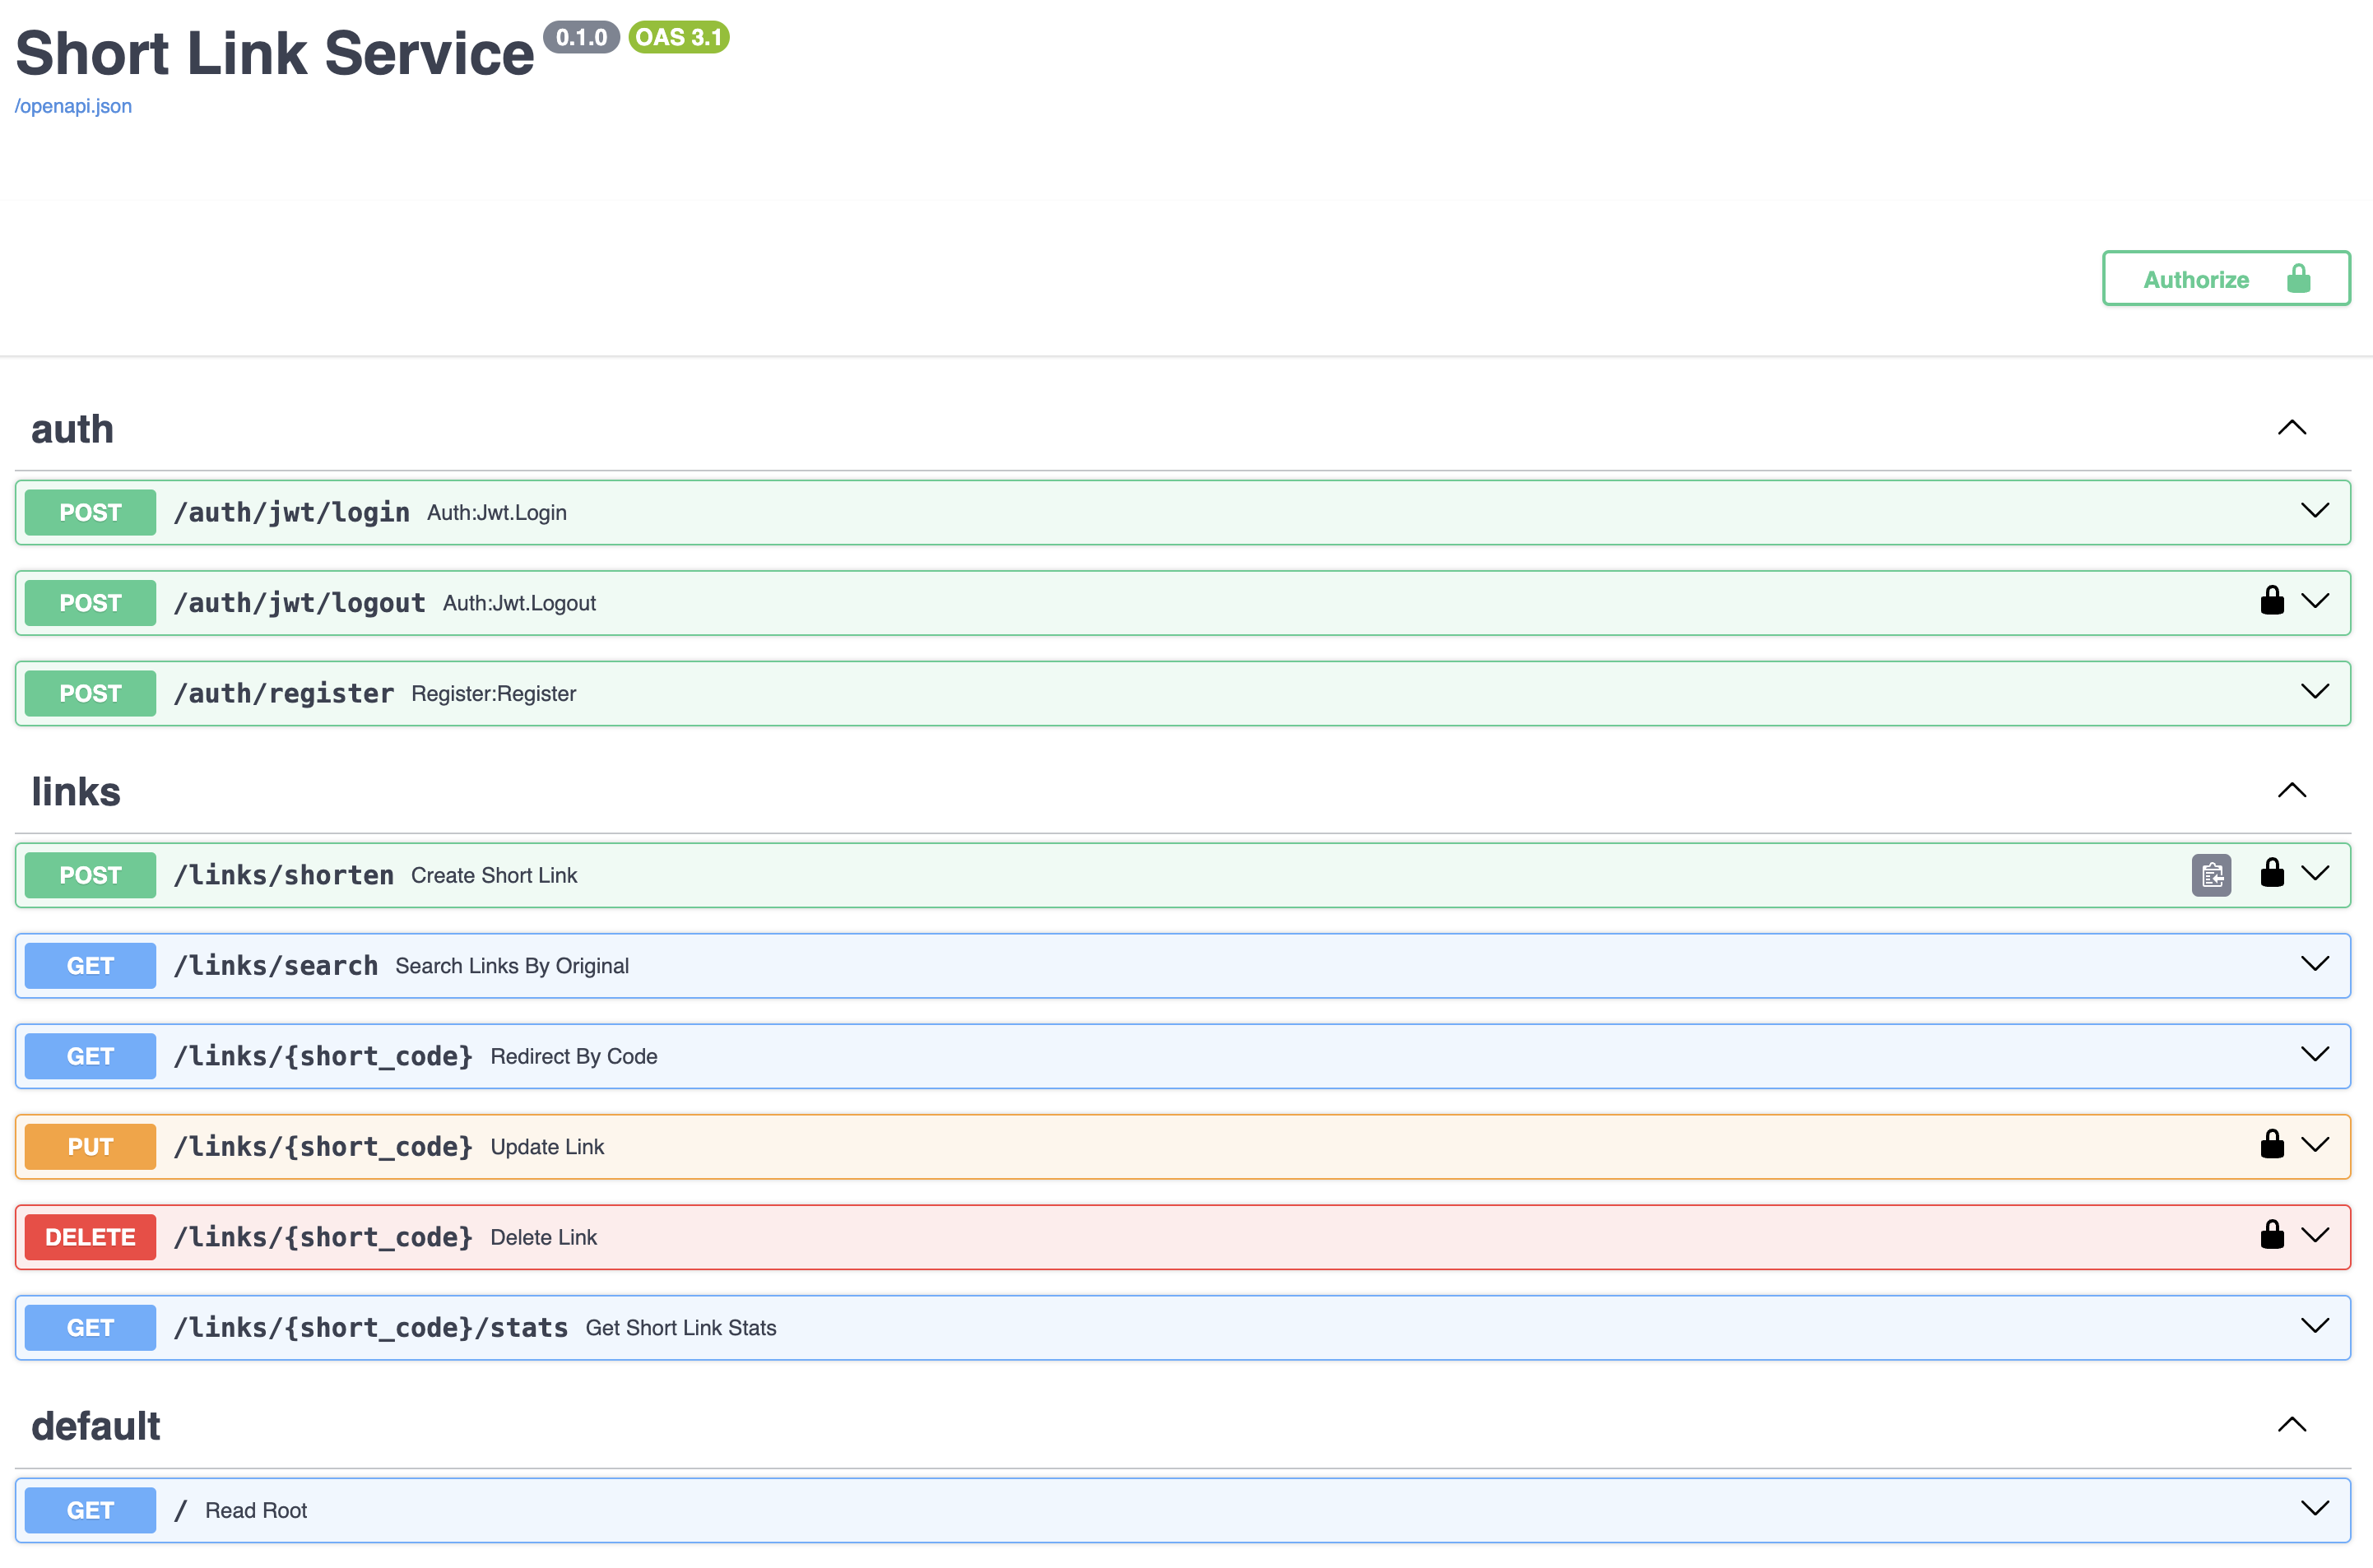 Short Link Service 0.1.0 OAS 3.1
/openapi.json
Authorize
auth
POST /auth/jwt/login Auth:Jwt.Login
POST /auth/jwt/logout Auth:Jwt.Logout
POST /auth/register Register:Register
links
POST /links/shorten Create Short Link
GET /links/search Search Links By Original
GET /links/{short_code} Redirect By Code
PUT /links/{short_code} Update Link
DELETE /links/{short_code} Delete Link
GET /links/{short_code}/stats Get Short Link Stats
default
GET / Read Root